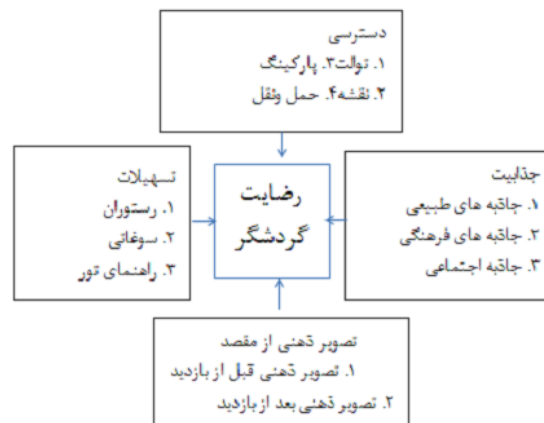 دسترسی
۱. توالت۳. پارکینگ
۲. نقشه۴. حمل ونقل
جذابیت
۱. جاذبه های طبیعی
۲. جاذبه های فرهنگی
۳. جاذبه اجتماعی
رضایت
گردشگر
تسهیلات
۱. رستوران
۲. سوغاتی
۳. راهنمای تور
تصویر ذهنی از مقصد
۱. تصویر ذهنی قبل از بازدید
۲. تصویر ذهنی بعد از بازدید